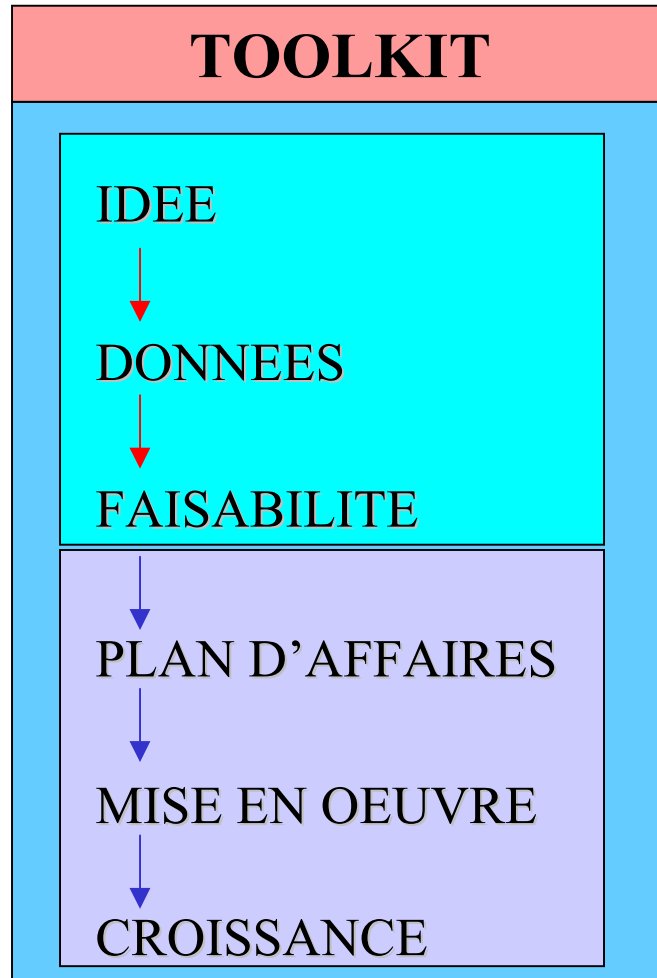 TOOLKIT
IDEE
DONNEES
FAISABILITE
PLAN D’AFFAIRES
MISE EN OEUVRE
CROISSANCE